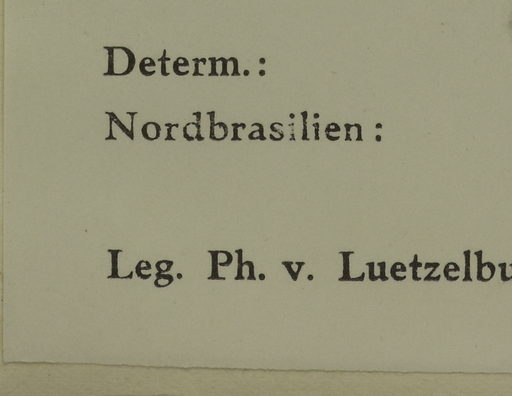 Determ.:
Nordbrasilien:
Leg. Ph. v. Luetzelbu